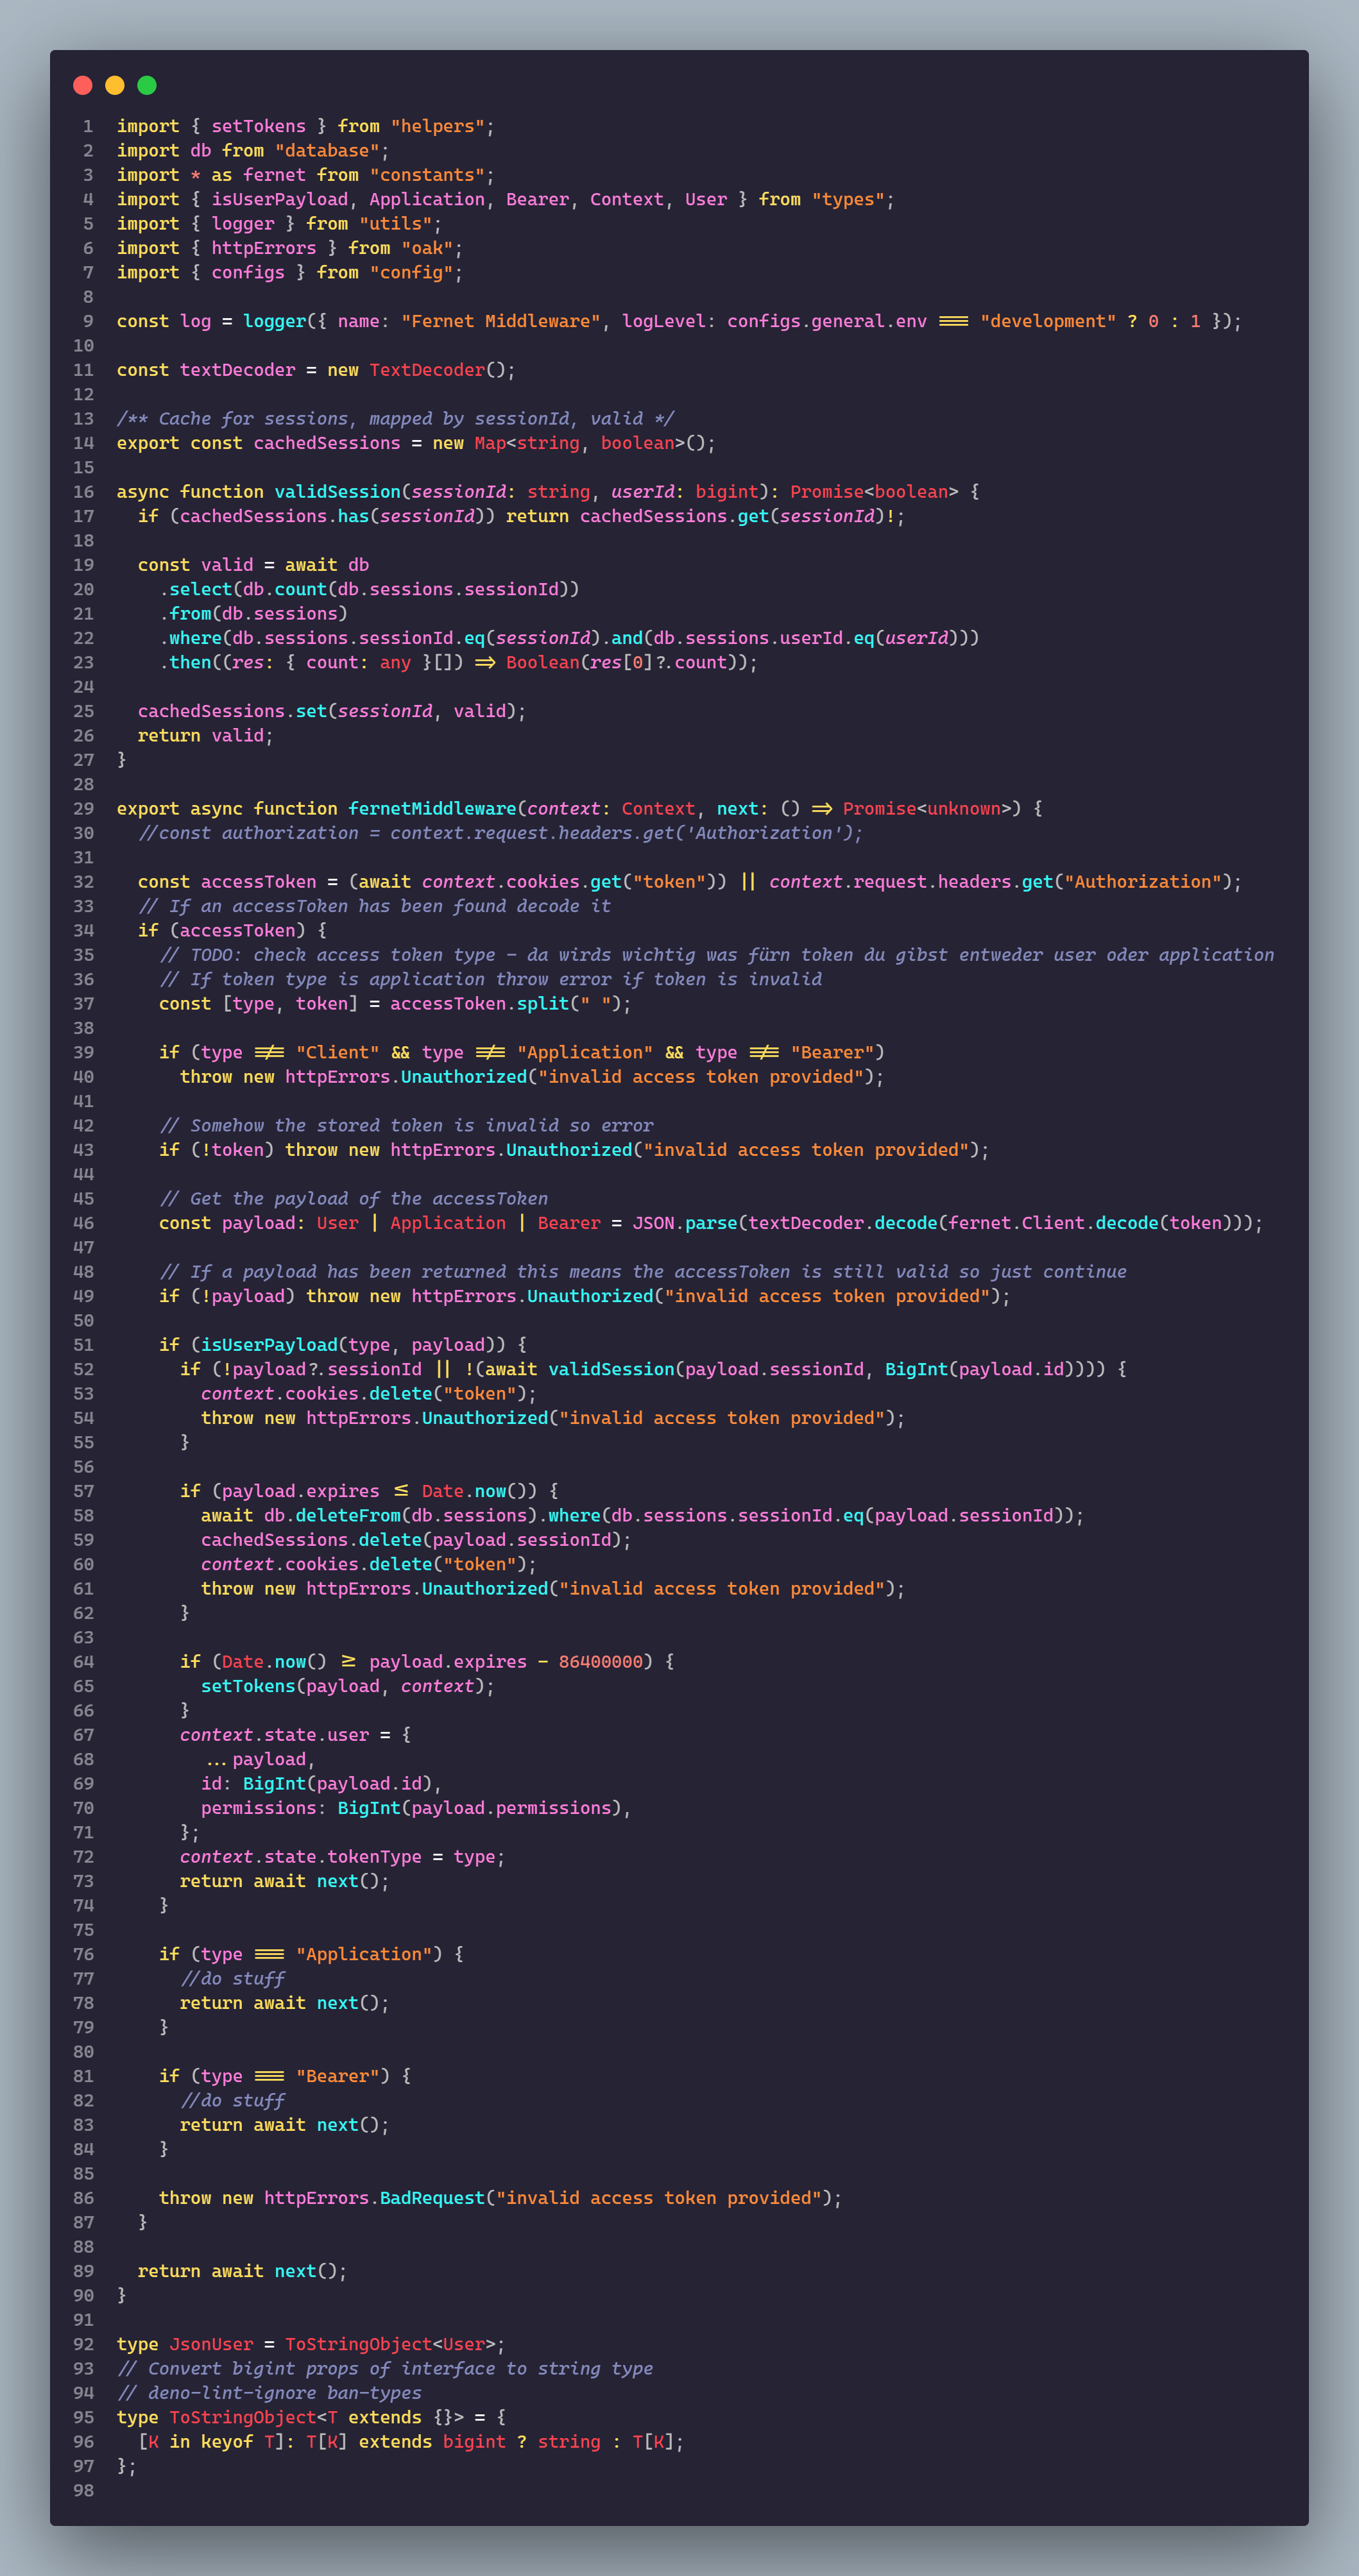 1 import { setTokens } from "helpers";
2 import db from "database";
3 import * as fernet from "constants";
4 import { isUserPayload, Application, Bearer, Context, User } from "types";
5 import { logger } from "utils";
6 import { httpErrors } from "oak";
7 import { configs } from "config";
8
9 const log = logger({ name: "Fernet Middleware", logLevel: configs.general.env === "development" ? 0 : 1 });
10
11 const textDecoder = new TextDecoder();
12
13 /** Cache for sessions, mapped by sessionId, valid */
14 export const cachedSessions = new Map<string, boolean>();
15
16 async function validSession(sessionId: string, userId: bigint): Promise<boolean> {
17   if (cachedSessions.has(sessionId)) return cachedSessions.get(sessionId)!;
18
19   const valid = await db
20     .select(db.count(db.sessions.sessionId))
21     .from(db.sessions)
22     .where(db.sessions.sessionId.eq(sessionId).and(db.sessions.userId.eq(userId)))
23     .then((res: { count: any }[]) => Boolean(res[0]?.count));
24
25   cachedSessions.set(sessionId, valid);
26   return valid;
27 }
28
29 export async function fernetMiddleware(context: Context, next: () => Promise<unknown>) {
30   //const authorization = context.request.headers.get('Authorization');
31
32   const accessToken = (await context.cookies.get("token")) || context.request.headers.get("Authorization");
33   // If an accessToken has been found decode it
34   if (accessToken) {
35     // TODO: check access token type - da wirds wichtig was fürn token du gibst entweder user oder application
36     // If token type is application throw error if token is invalid
37     const [type, token] = accessToken.split(" ");
38
39     if (type !== "Client" && type !== "Application" && type !== "Bearer")
40       throw new httpErrors.Unauthorized("invalid access token provided");
41
42     // Somehow the stored token is invalid so error
43     if (!token) throw new httpErrors.Unauthorized("invalid access token provided");
44
45     // Get the payload of the accessToken
46     const payload: User | Application | Bearer = JSON.parse(textDecoder.decode(fernet.Client.decode(token)));
47
48     // If a payload has been returned this means the accessToken is still valid so just continue
49     if (!payload) throw new httpErrors.Unauthorized("invalid access token provided");
50
51     if (isUserPayload(type, payload)) {
52       if (!payload?.sessionId || !(await validSession(payload.sessionId, BigInt(payload.id)))) {
53         context.cookies.delete("token");
54         throw new httpErrors.Unauthorized("invalid access token provided");
55       }
56
57       if (payload.expires <= Date.now()) {
58         await db.deleteFrom(db.sessions).where(db.sessions.sessionId.eq(payload.sessionId));
59         cachedSessions.delete(payload.sessionId);
60         context.cookies.delete("token");
61         throw new httpErrors.Unauthorized("invalid access token provided");
62       }
63
64       if (Date.now() >= payload.expires - 86400000) {
65         setTokens(payload, context);
66       }
67       context.state.user = {
68         ...payload,
69         id: BigInt(payload.id),
70         permissions: BigInt(payload.permissions),
71       };
72       context.state.tokenType = type;
73       return await next();
74     }
75
76     if (type === "Application") {
77       //do stuff
78       return await next();
79     }
80
81     if (type === "Bearer") {
82       //do stuff
83       return await next();
84     }
85
86     throw new httpErrors.BadRequest("invalid access token provided");
87   }
88
89   return await next();
90 }
91
92 type JsonUser = ToStringObject<User>;
93 // Convert bigint props of interface to string type
94 // deno-lint-ignore ban-types
95 type ToStringObject<T extends {}> = {
96   [K in keyof T]: T[K] extends bigint ? string : T[K];
97 };
98